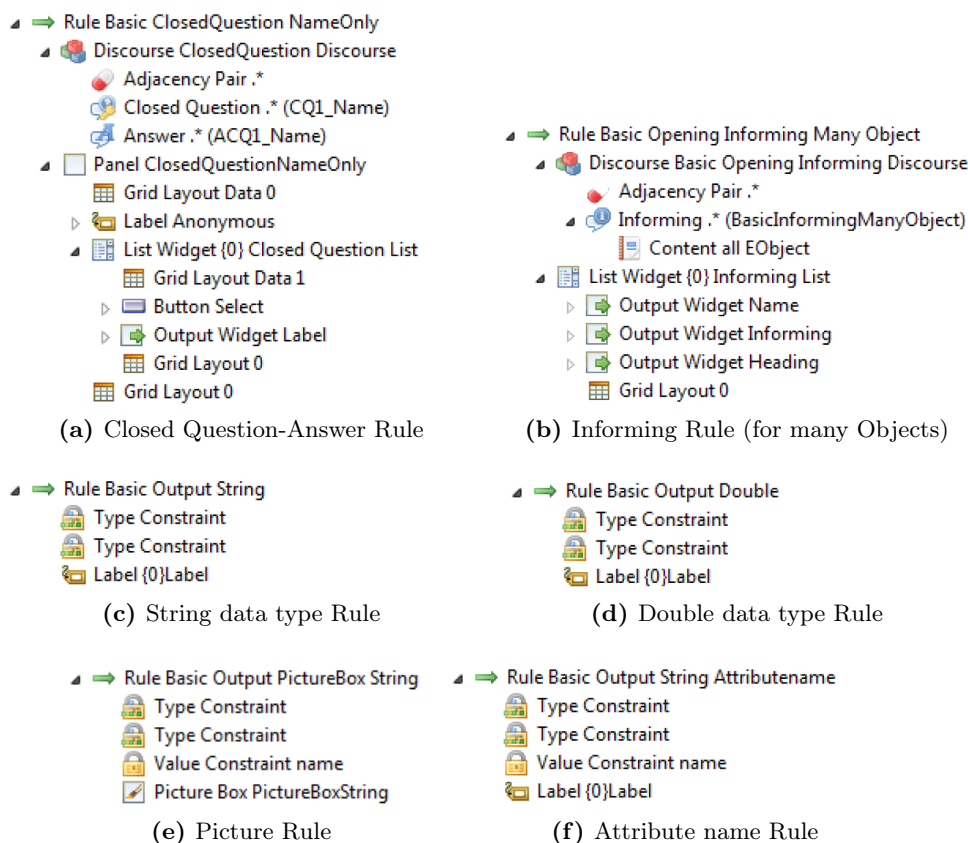 Rule Basic ClosedQuestion NameOnly
Discourse ClosedQuestion Discourse
Adjacency Pair .*
Closed Question .* (CQ1_Name)
Answer .* (ACQ1_Name)
Panel ClosedQuestionNameOnly
Grid Layout Data 0
Label Anonymous
List Widget {0} Closed Question List
Grid Layout Data 1
Button Select
Output Widget Label
Grid Layout 0
Grid Layout 0
(a) Closed Question-Answer Rule
Rule Basic Opening Informing Many Object
Discourse Basic Opening Informing Discourse
Adjacency Pair .*
Informing .* (BasicInformingManyObject)
Content all EObject
List Widget {0} Informing List
Output Widget Name
Output Widget Informing
Output Widget Heading
Grid Layout 0
(b) Informing Rule (for many Objects)
Rule Basic Output String
Type Constraint
Type Constraint
Label {0}Label
(c) String data type Rule
Rule Basic Output Double
Type Constraint
Type Constraint
Label {0}Label
(d) Double data type Rule
Rule Basic Output PictureBox String
Type Constraint
Type Constraint
Value Constraint name
Picture Box PictureBoxString
(e) Picture Rule
Rule Basic Output String Attributename
Type Constraint
Type Constraint
Value Constraint name
Label {0}Label
(f) Attribute name Rule